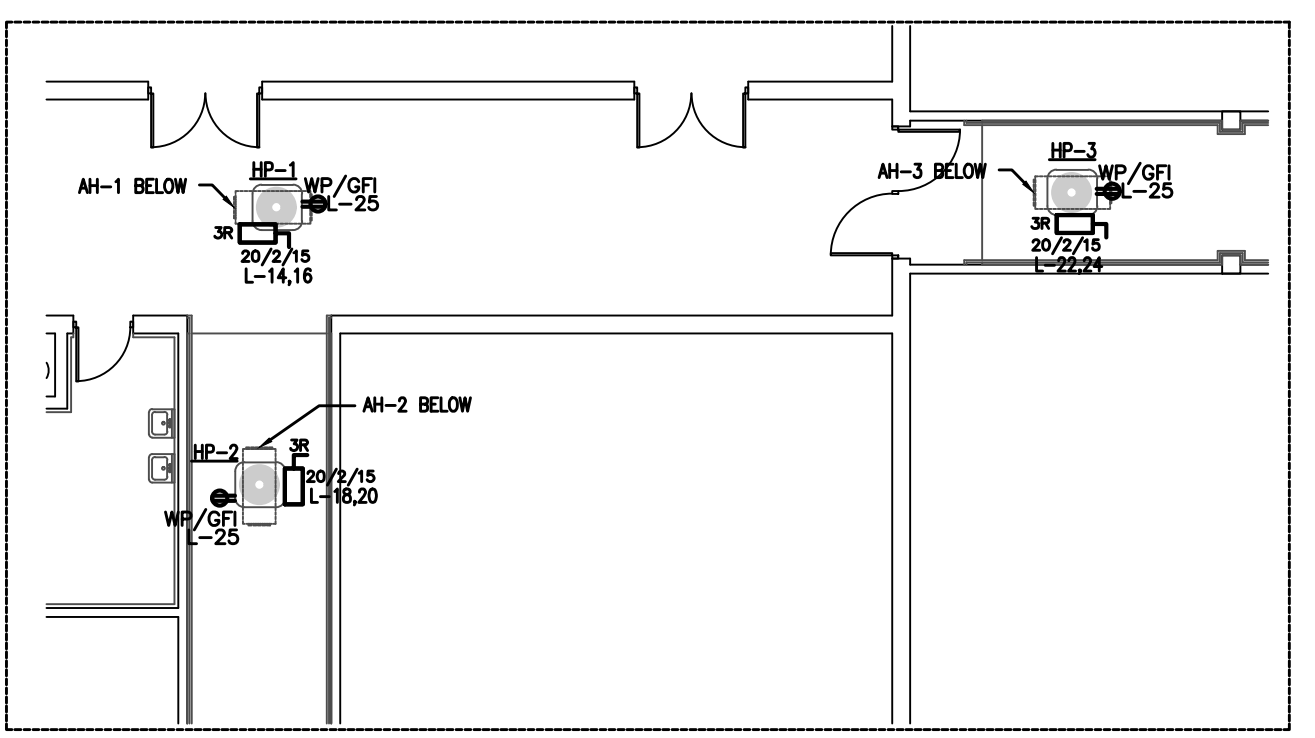 HP-1
AH-1 BELOW
WP/GFI
L-25
3R
20/2/15
L-14,16
HP-3
AH-3 BELOW
WP/GFI
L-25
3R
20/2/15
L-22,24
AH-2 BELOW
HP-2
3R
20/2/15
L-18,20
WP/GFI
L-25